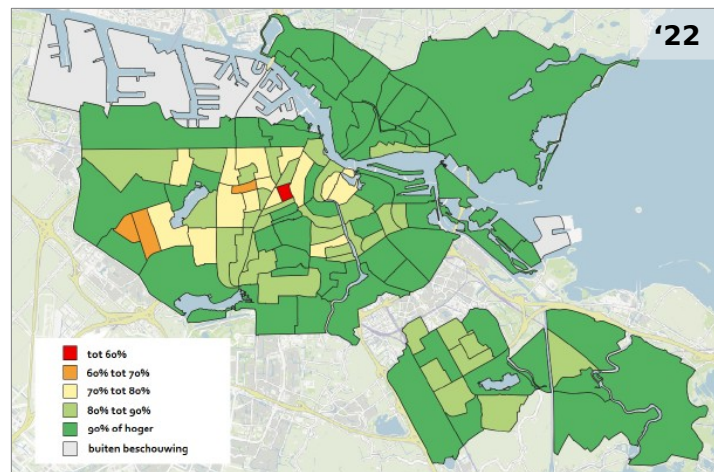 ‘22
tot 60%
60% tot 70%
70% tot 80%
80% tot 90%
90% of hoger
buiten beschouwing